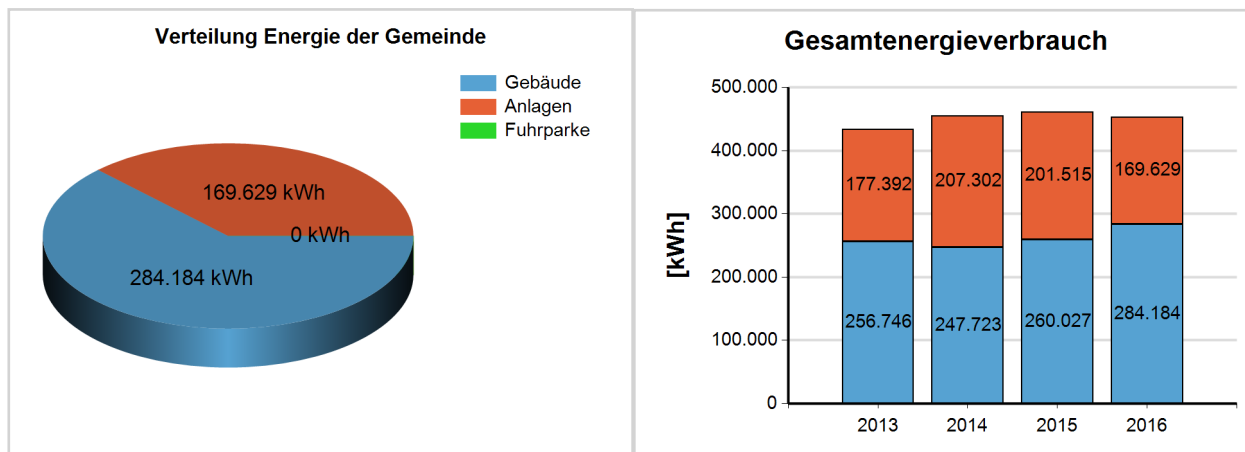 Verteilung Energie der Gemeinde
Gebäude
Anlagen
Fuhrparke
169.629 kWh
0 kWh
284.184 kWh
Gesamtenergieverbrauch
[kWh]
500.000
400.000
300.000
200.000
100.000
0
177.392
207.302
201.515
169.629
256.746
247.723
260.027
284.184
2013
2014
2015
2016